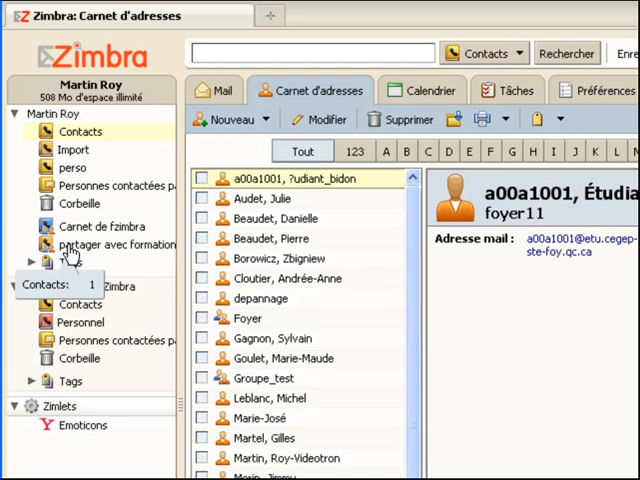 Zimbra: Carnet d'adresses
Zimbra
Contacts
Rechercher
Enre
Martin Roy
508 Mo d'espace illimité
Mail
Carnet d'adresses
Calendrier
Tâches
Préférences
Nouveau
Modifier
Supprimer
Tout
123
A
B
C
D
E
F
G
H
I
J
K
L
Martin Roy
Contacts
Import
perso
Personnes contactées pa
Corbeille
Carnet de fzimbra
partager avec formation
Contacts: 1
Zimbra
Contacts
Personnel
Personnes contactées pa
Corbeille
Tags
Zimlets
Emoticons
a00a1001, ?udiant_bidon
Audet, Julie
Beaudet, Danielle
Beaudet, Pierre
Borowicz, Zbigniew
Cloutier, Andrée-Anne
depannage
Foyer
Gagnon, Sylvain
Goulet, Marie-Maude
Groupe_test
Leblanc, Michel
Marie-José
Martel, Gilles
Martin, Roy-Videotron
Morin, Jimmy
a00a1001, Étudia
foyer11
Adresse mail :
a00a1001@etu.cegep-
ste-foy.qc.ca